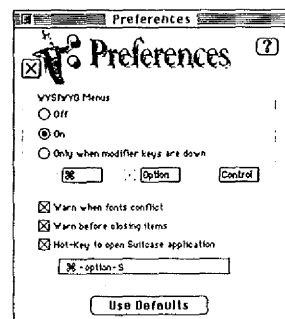 Preferences
Preferences
?
WYSIWYG Menus
Off
On
Only when modifier keys are down
⌘ Option Control
Warn when fonts conflict
Warn before closing items
Hot-Key to open Suitcase application
⌘-option-S
Use Defaults